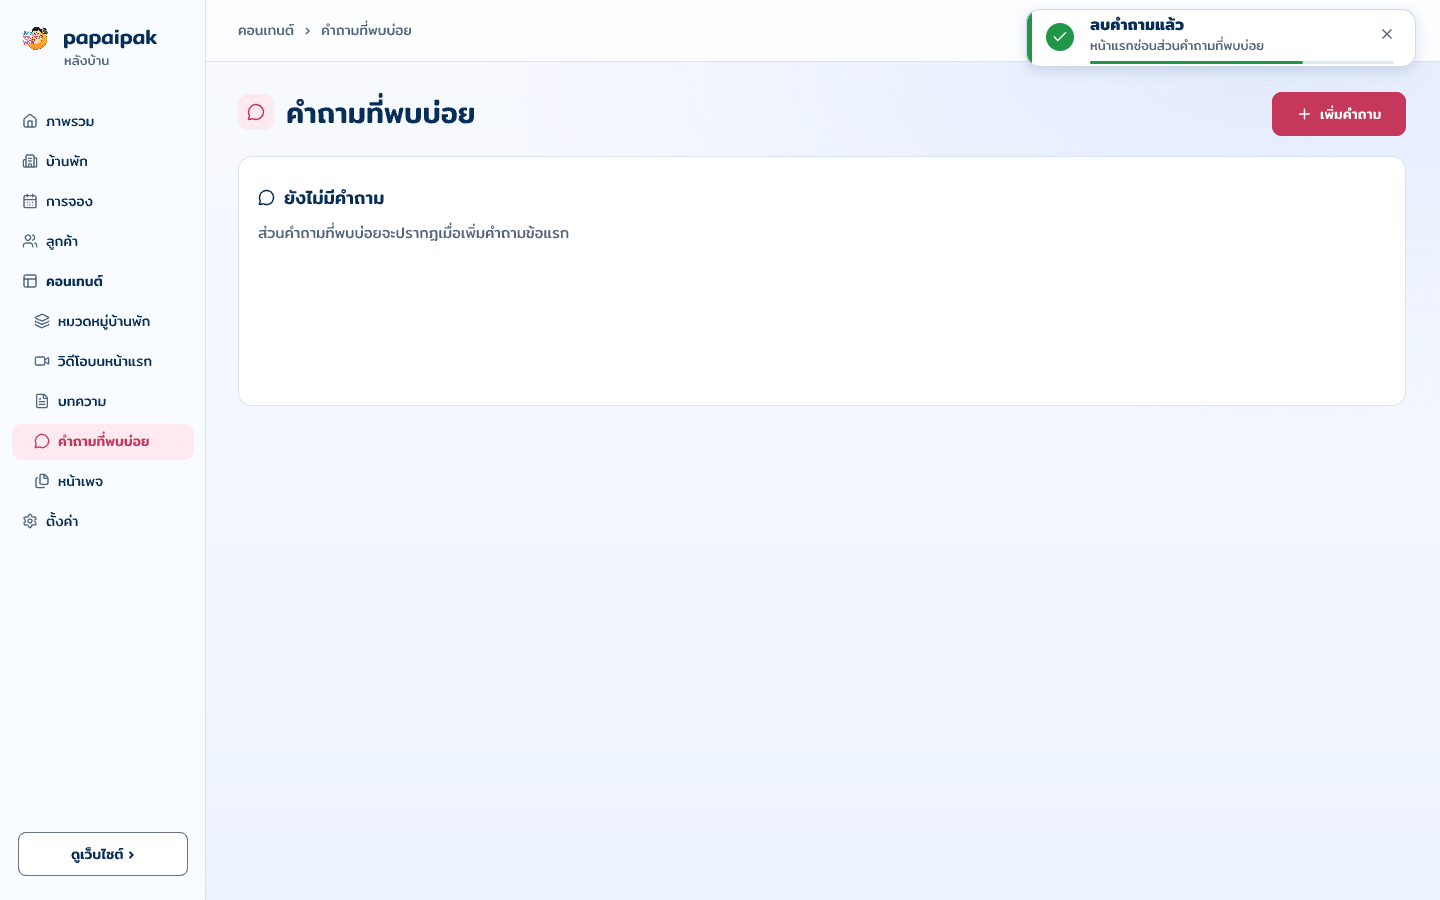 papaipak
หลังบ้าน
ภาพรวม
บ้านพัก
การจอง
ลูกค้า
คอนเทนต์
หมวดหมู่บ้านพัก
วิดีโอบนหน้าแรก
บทความ
คำถามที่พบบ่อย
หน้าเพจ
ตั้งค่า
ดูเว็บไซต์ ›
คอนเทนต์ › คำถามที่พบบ่อย
ลบคำถามแล้ว
หน้าแรกซ่อนส่วนคำถามที่พบบ่อย
คำถามที่พบบ่อย
เพิ่มคำถาม
ยังไม่มีคำถาม
ส่วนคำถามที่พบบ่อยจะปรากฏเมื่อเพิ่มคำถามข้อแรก